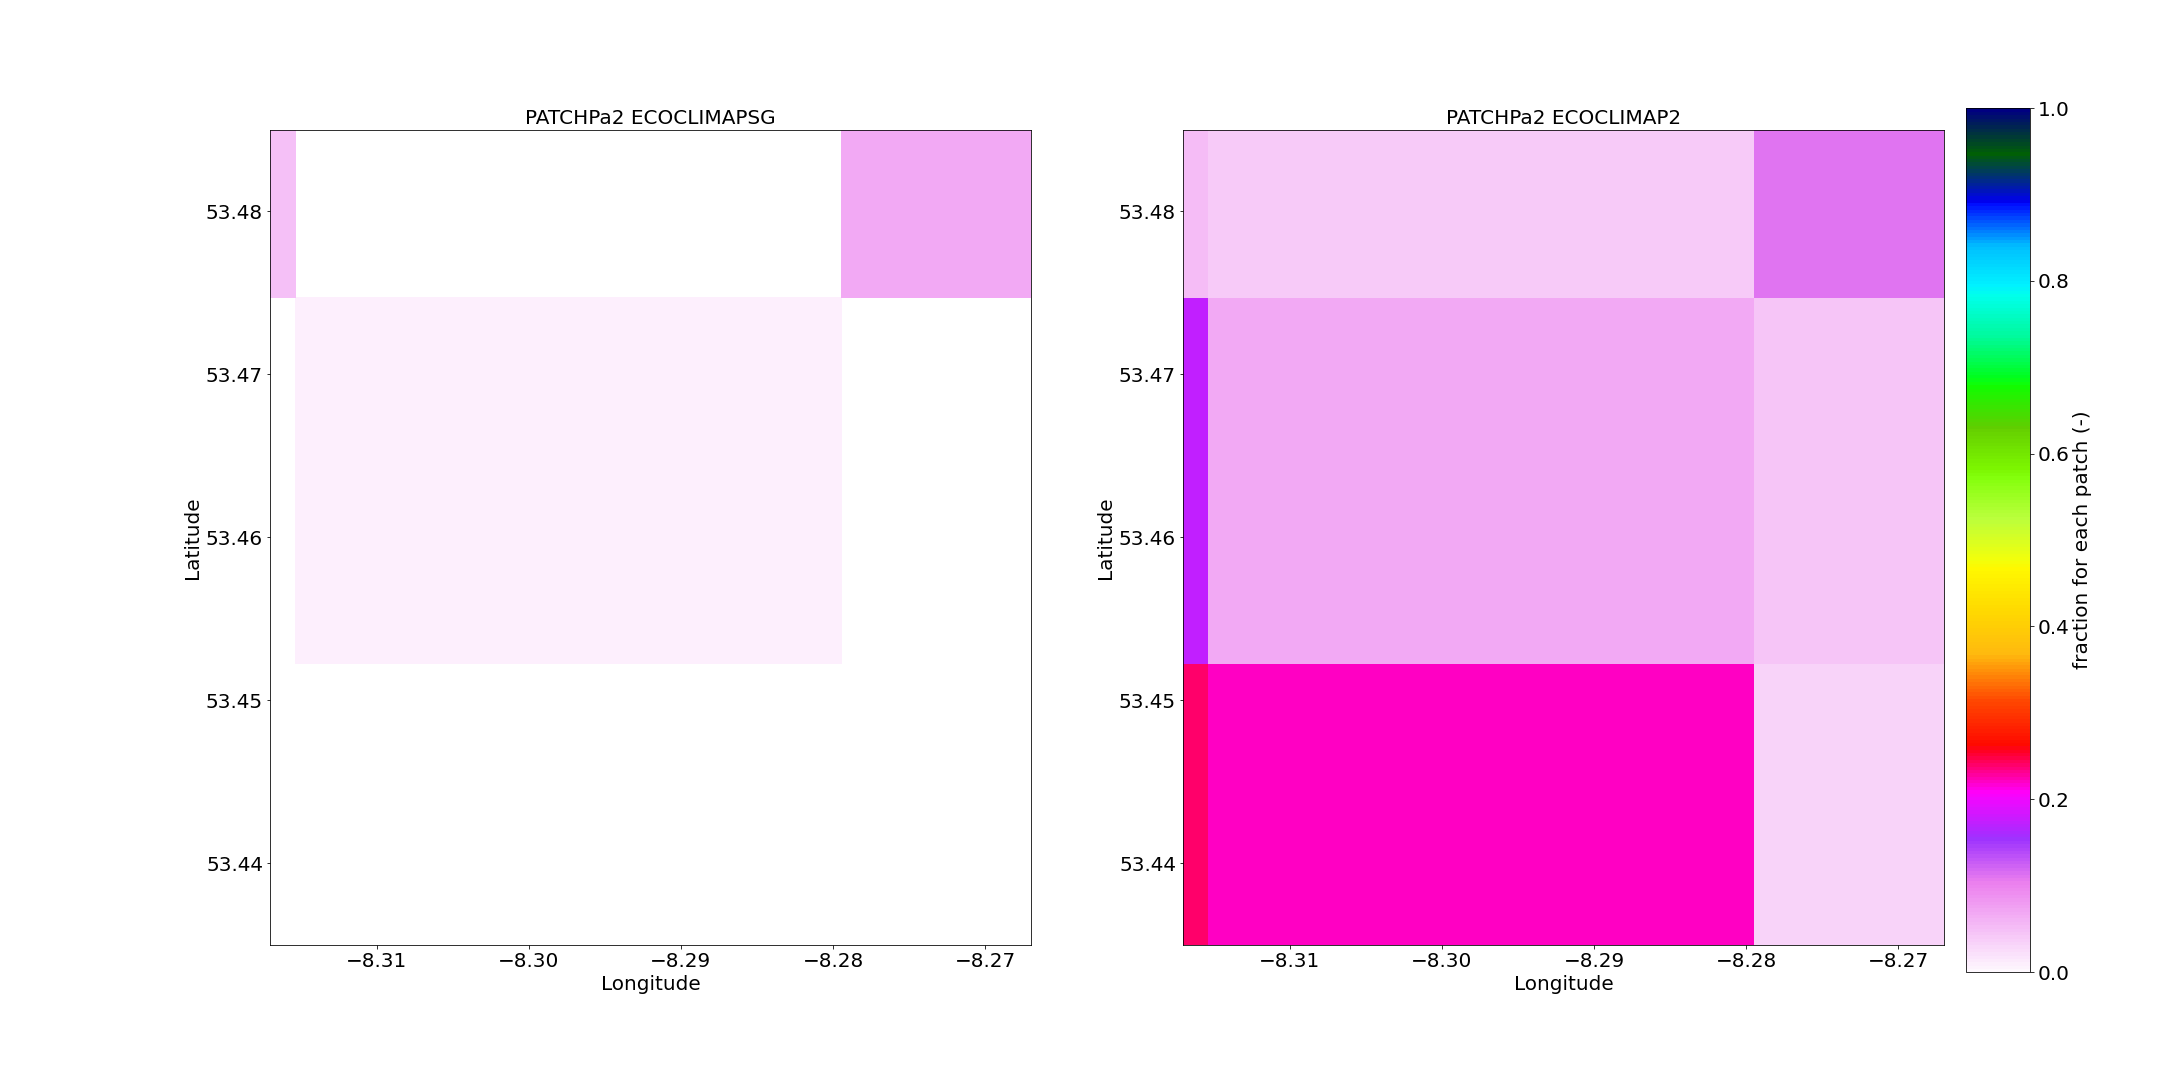 PATCHPa2 ECOCLIMAPSG
53.48
53.47
53.46
53.45
53.44
Latitude
−8.31 −8.30 −8.29 −8.28 −8.27
Longitude
PATCHPa2 ECOCLIMAP2
53.48
53.47
53.46
53.45
53.44
Latitude
−8.31 −8.30 −8.29 −8.28 −8.27
Longitude
1.0
0.8
0.6
0.4
0.2
0.0
fraction for each patch (-)